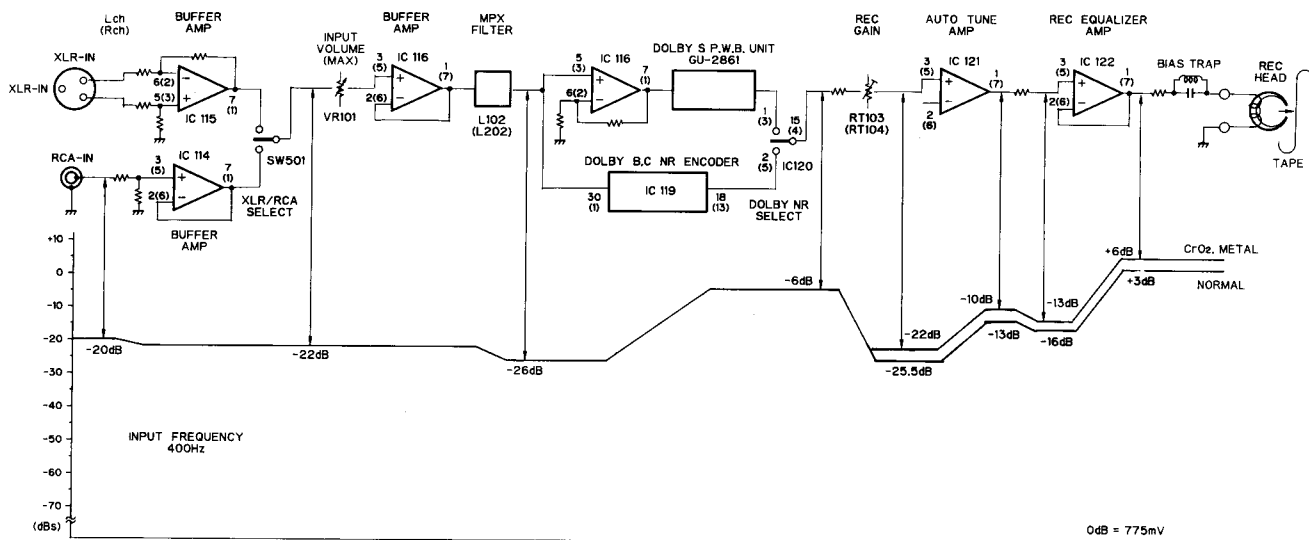 Lch
(Rch)
BUFFER
AMP
XLR-IN
XLR-IN
6(2)
5(3)
7
(1)
IC 115
RCA-IN
3
(5)
IC 114
7
(1)
2(6)
BUFFER
AMP
SW501
XLR/RCA
SELECT
INPUT
VOLUME
(MAX)
VR101
BUFFER
AMP
3
(5)
IC 116
1
(7)
2(6)
MPX
FILTER
L102
(L202)
5
(3)
IC 116
7
(1)
6(2)
DOLBY S P.W.B. UNIT
GU-2861
DOLBY B.C NR ENCODER
30
(1)
IC 119
18
(13)
1
(3)
15
(4)
2
(5)
IC120
DOLBY NR
SELECT
REC
GAIN
RT103
(RT104)
AUTO TUNE
AMP
3
(5)
IC 121
1
(7)
2
(6)
REC EQUALIZER
AMP
3
(5)
IC 122
1
(7)
2(6)
BIAS TRAP
REC
HEAD
TAPE
+10
0
-10
-20
-30
-40
-50
-60
-70
(dBs)
-20dB
-22dB
-26dB
-6dB
-22dB
-25.5dB
-10dB
-13dB
-13dB
-16dB
+6dB
+3dB
CrO2. METAL
NORMAL
INPUT FREQUENCY
400Hz
0dB = 775mV